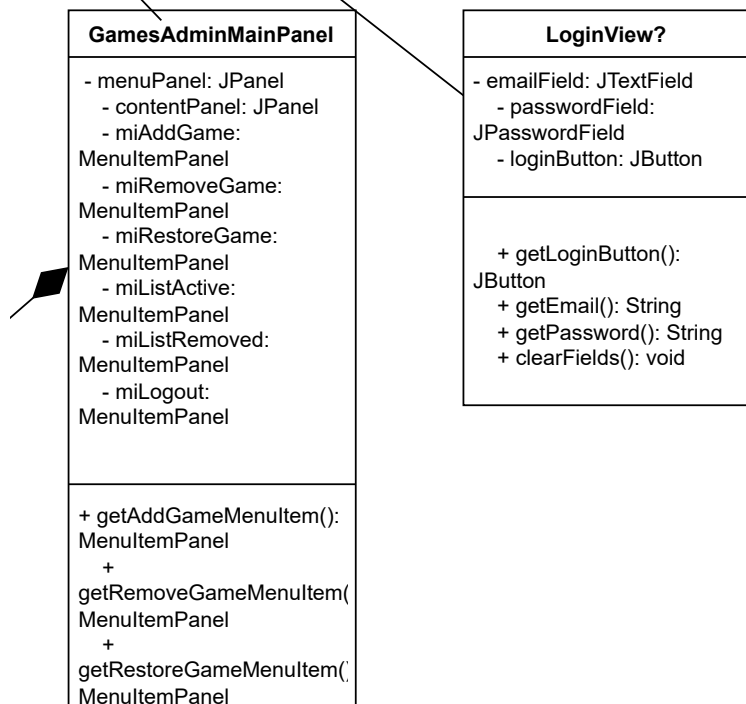 GamesAdminMainPanel
- menuPanel: JPanel
- contentPanel: JPanel
- miAddGame:
MenuItemPanel
- miRemoveGame:
MenuItemPanel
- miRestoreGame:
MenuItemPanel
- miListActive:
MenuItemPanel
- miListRemoved:
MenuItemPanel
- miLogout:
MenuItemPanel
+ getAddGameMenuItem():
MenuItemPanel
+
getRemoveGameMenuItem(
MenuItemPanel
+
getRestoreGameMenuItem()
MenuItemPanel
LoginView?
- emailField: JTextField
- passwordField:
JPasswordField
- loginButton: JButton
+ getLoginButton():
JButton
+ getEmail(): String
+ getPassword(): String
+ clearFields(): void